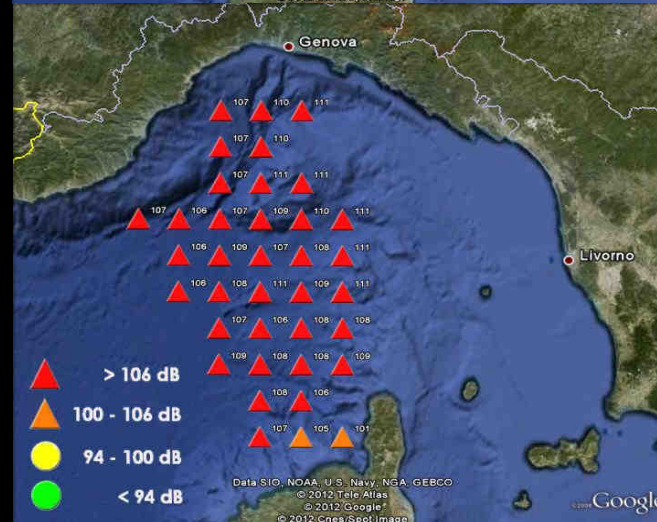 Genova
107 110 111
107 110
107 111 111
107 106 107 109 110 111
106 109 107 108 111
Livorno
106 108 111 109 111
107 106 108 108
109 108 108 109
> 106 dB
108 106
100 - 106 dB
107 105 101
94 - 100 dB
< 94 dB
Data SIO, NOAA, U.S. Navy, NGA, GEBCO
© 2012 Tele Atlas
© 2012 Google
© 2012 Cnes/Spot Image
Google